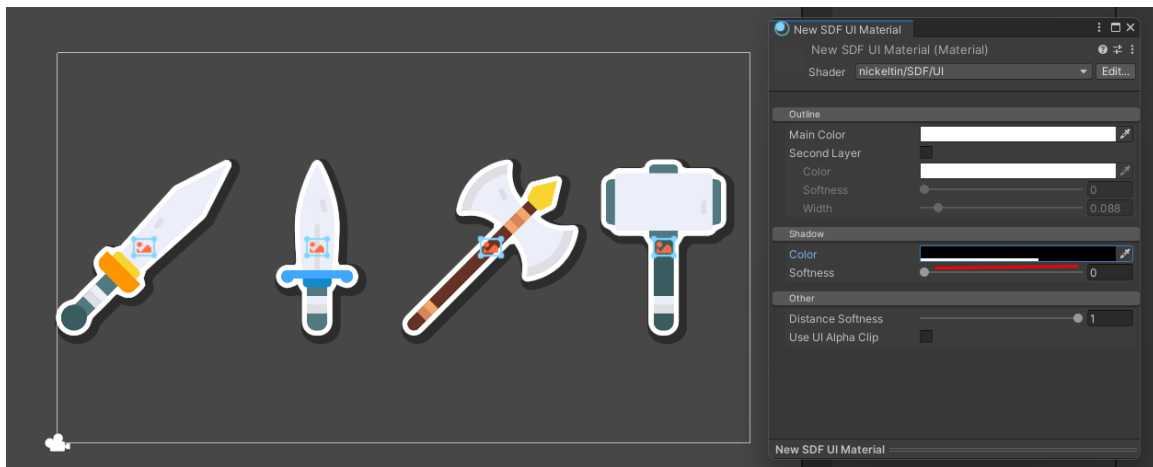 New SDF UI Material
New SDF UI Material (Material)
Shader nickeltin/SDF/UI Edit...
Outline
Main Color
Second Layer
Color
Softness 0
Width 0.088
Shadow
Color
Softness 0
Other
Distance Softness 1
Use UI Alpha Clip
New SDF UI Material